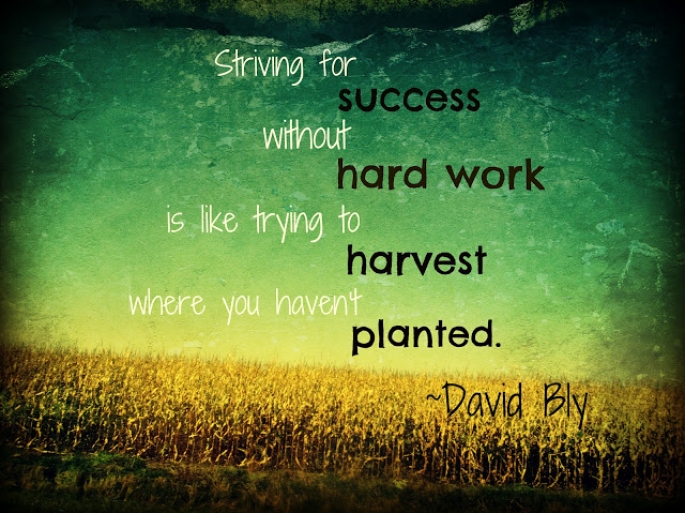 Striving for
success
without
hard work
is like trying to
harvest
where you haven't
planted.
~David Bly